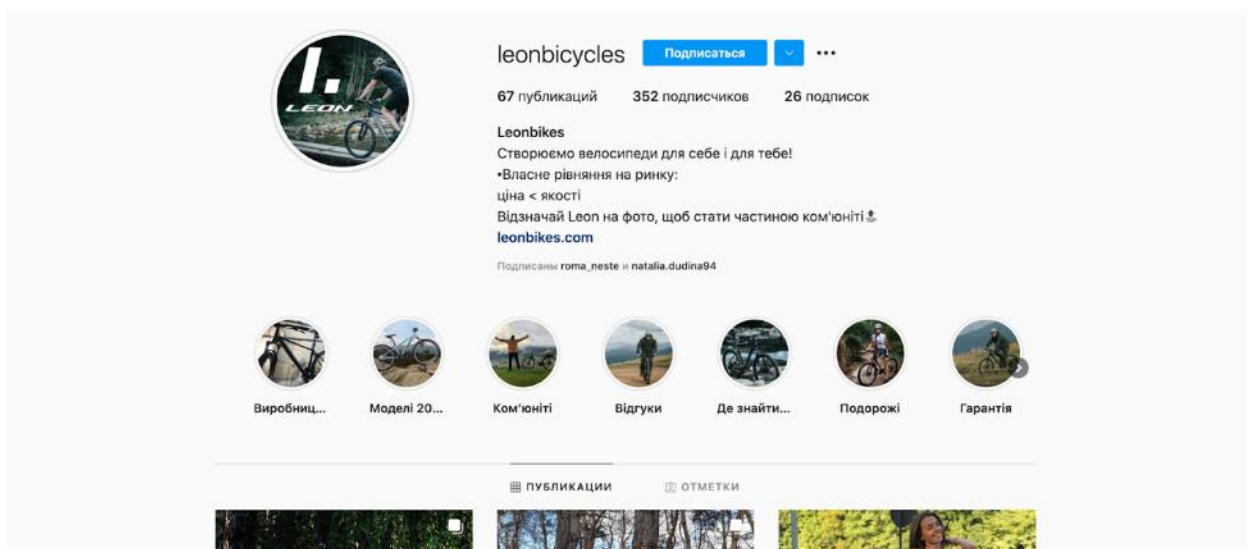 LEON
leonbicycles Подписаться
67 публикаций 352 подписчиков 26 подписок
Leonbikes
Створюємо велосипеди для себе і для тебе!
•Власне рівняння на ринку:
ціна < якості
Відзначай Leon на фото, щоб стати частиною ком'юніті
leonbikes.com
Подписаны roma_neste и natalia.dudina94
Виробниц... Моделі 20... Ком'юніті Відгуки Де знайти... Подорожі Гарантія
ПУБЛИКАЦИИ ОТМЕТКИ